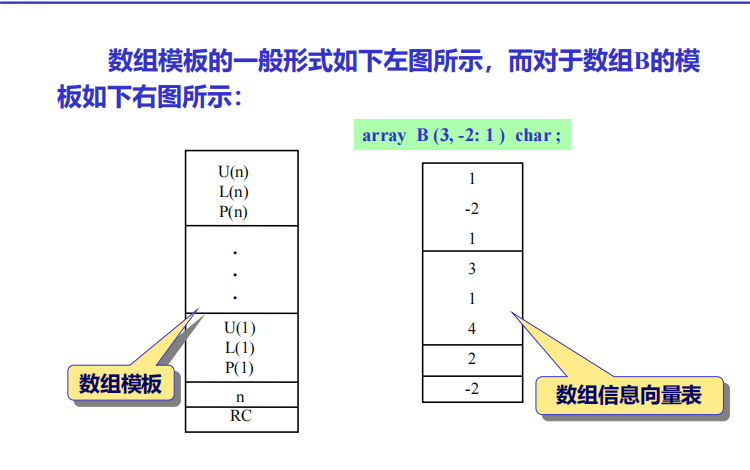 数组模板的一般形式如下左图所示，而对于数组B的模
板如下右图所示：
array B (3, -2: 1 ) char ;
U(n)
L(n)
P(n)
.
.
.
U(1)
L(1)
P(1)
n
RC
数组模板
1
-2
1
3
1
4
2
-2
数组信息向量表